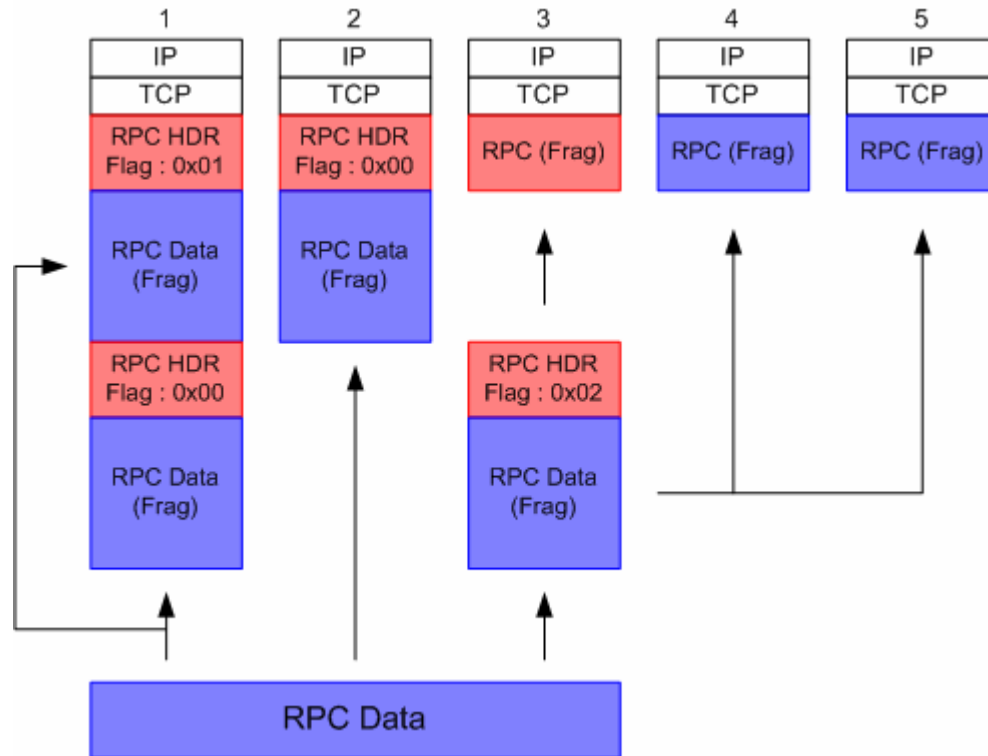 1
2
3
4
5
IP
IP
IP
IP
IP
TCP
TCP
TCP
TCP
TCP
RPC HDR
Flag : 0x01
RPC HDR
Flag : 0x00
RPC (Frag)
RPC (Frag)
RPC (Frag)
RPC Data
(Frag)
RPC Data
(Frag)
RPC HDR
Flag : 0x00
RPC HDR
Flag : 0x02
RPC Data
(Frag)
RPC Data
(Frag)
RPC Data